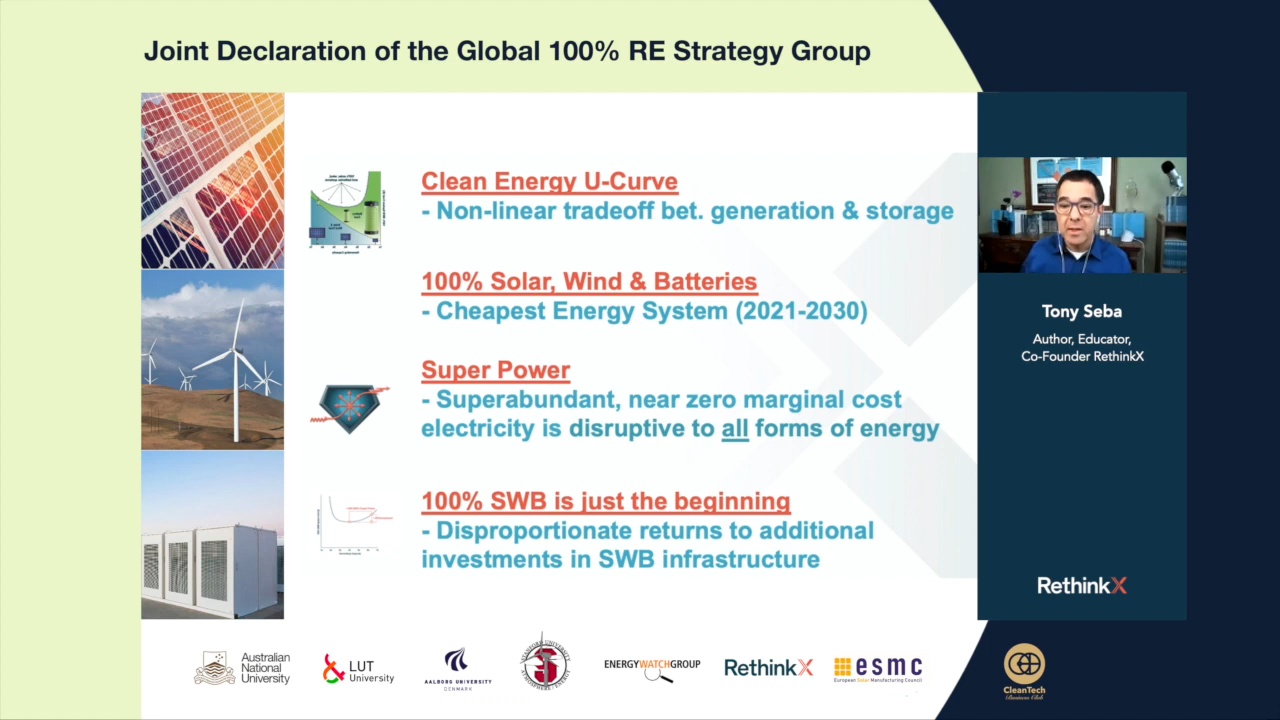 Joint Declaration of the Global 100% RE Strategy Group
Clean Energy U-Curve
- Non-linear tradeoff bet. generation & storage
100% Solar, Wind & Batteries
- Cheapest Energy System (2021-2030)
Super Power
- Superabundant, near zero marginal cost
electricity is disruptive to all forms of energy
100% SWB is just the beginning
- Disproportionate returns to additional
investments in SWB infrastructure
Tony Seba
Author, Educator,
Co-Founder RethinkX
RethinkX
Australian
National
University
LUT
University
AALBORG UNIVERSITY
DENMARK
STANFORD UNIVERSITY
ATMOSPHERE / ENERGY
ENERGYWATCHGROUP
RethinkX
esmc
European Solar Manufacturing Council
CleanTech
Business Club